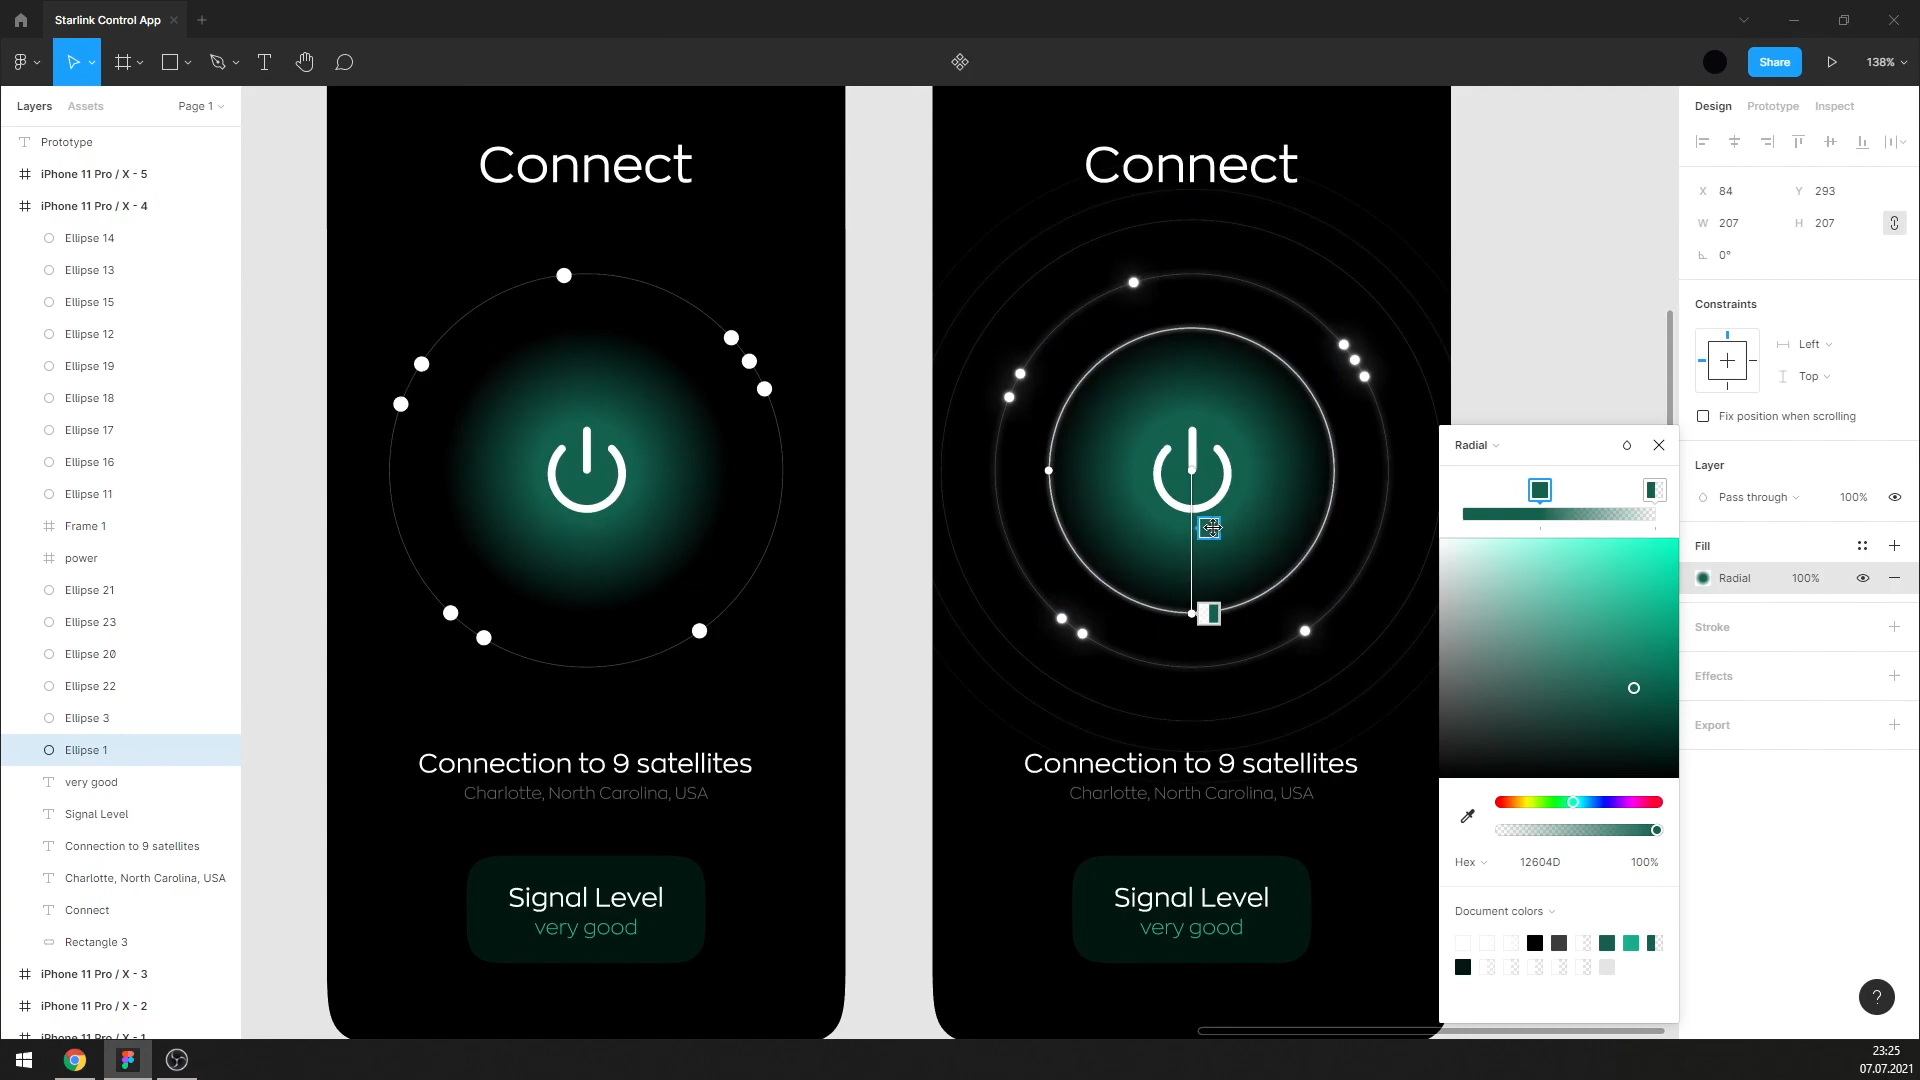 Starlink Control App
Share
138%
Layers
Assets
Page 1
Prototype
iPhone 11 Pro / X - 5
iPhone 11 Pro / X - 4
Ellipse 14
Ellipse 13
Ellipse 15
Ellipse 12
Ellipse 19
Ellipse 18
Ellipse 17
Ellipse 16
Ellipse 11
Frame 1
power
Ellipse 21
Ellipse 23
Ellipse 20
Ellipse 22
Ellipse 3
Ellipse 1
very good
Signal Level
Connection to 9 satellites
Charlotte, North Carolina, USA
Connect
Rectangle 3
iPhone 11 Pro / X - 3
iPhone 11 Pro / X - 2
iPhone 11 Pro / X - 1
Connect
Connection to 9 satellites
Charlotte, North Carolina, USA
Signal Level
very good
Connect
Connection to 9 satellites
Charlotte, North Carolina, USA
Signal Level
very good
Radial
Hex
12604D
100%
Document colors
Design
Prototype
Inspect
X 84
Y 293
W 207
H 207
0°
Constraints
Left
Top
Fix position when scrolling
Layer
Pass through
100%
Fill
Radial
100%
Stroke
Effects
Export
?
23:25
07.07.2021